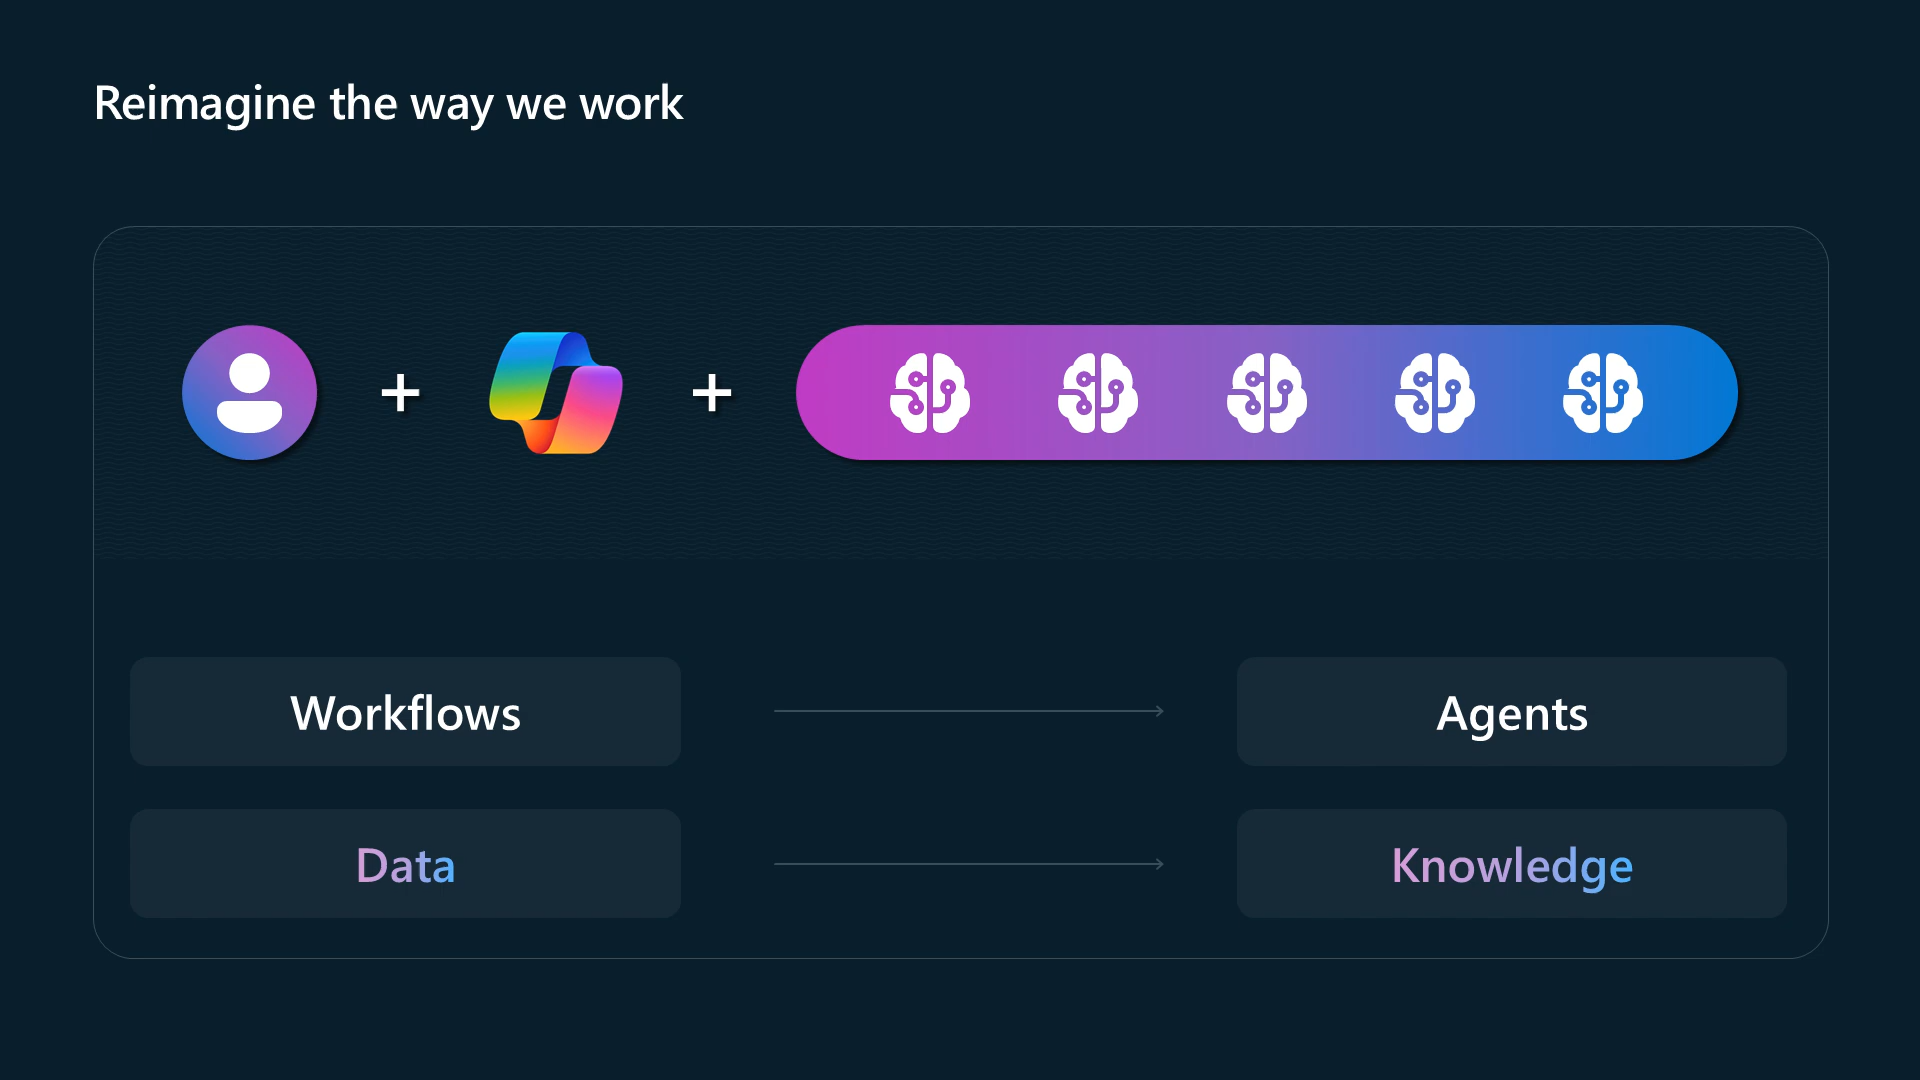 Reimagine the way we work
+ +
Workflows
Agents
Data
Knowledge